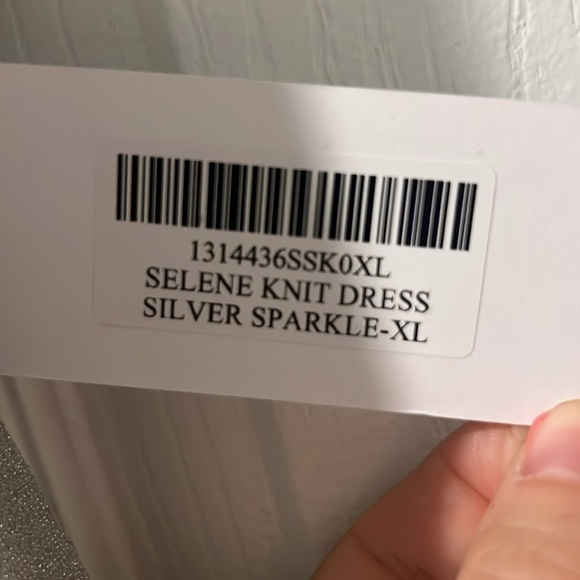 1314436SSK0XL
SELENE KNIT DRESS
SILVER SPARKLE-XL